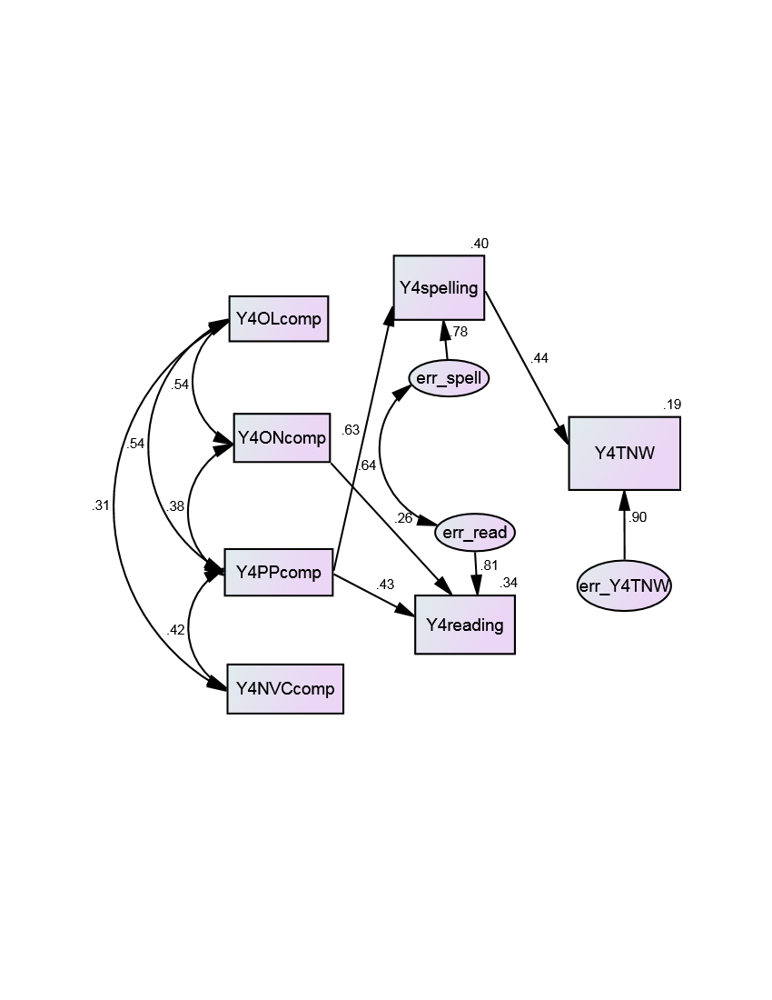 .40
Y4spelling
Y4OLcomp
.78
.44
err_spell
.54
.19
Y4ONcomp
.63
.54
Y4TNW
.64
.31
.38
.26
.90
err_read
.81
Y4PPcomp
.43
.34
err_Y4TNW
Y4reading
.42
Y4NVCcomp